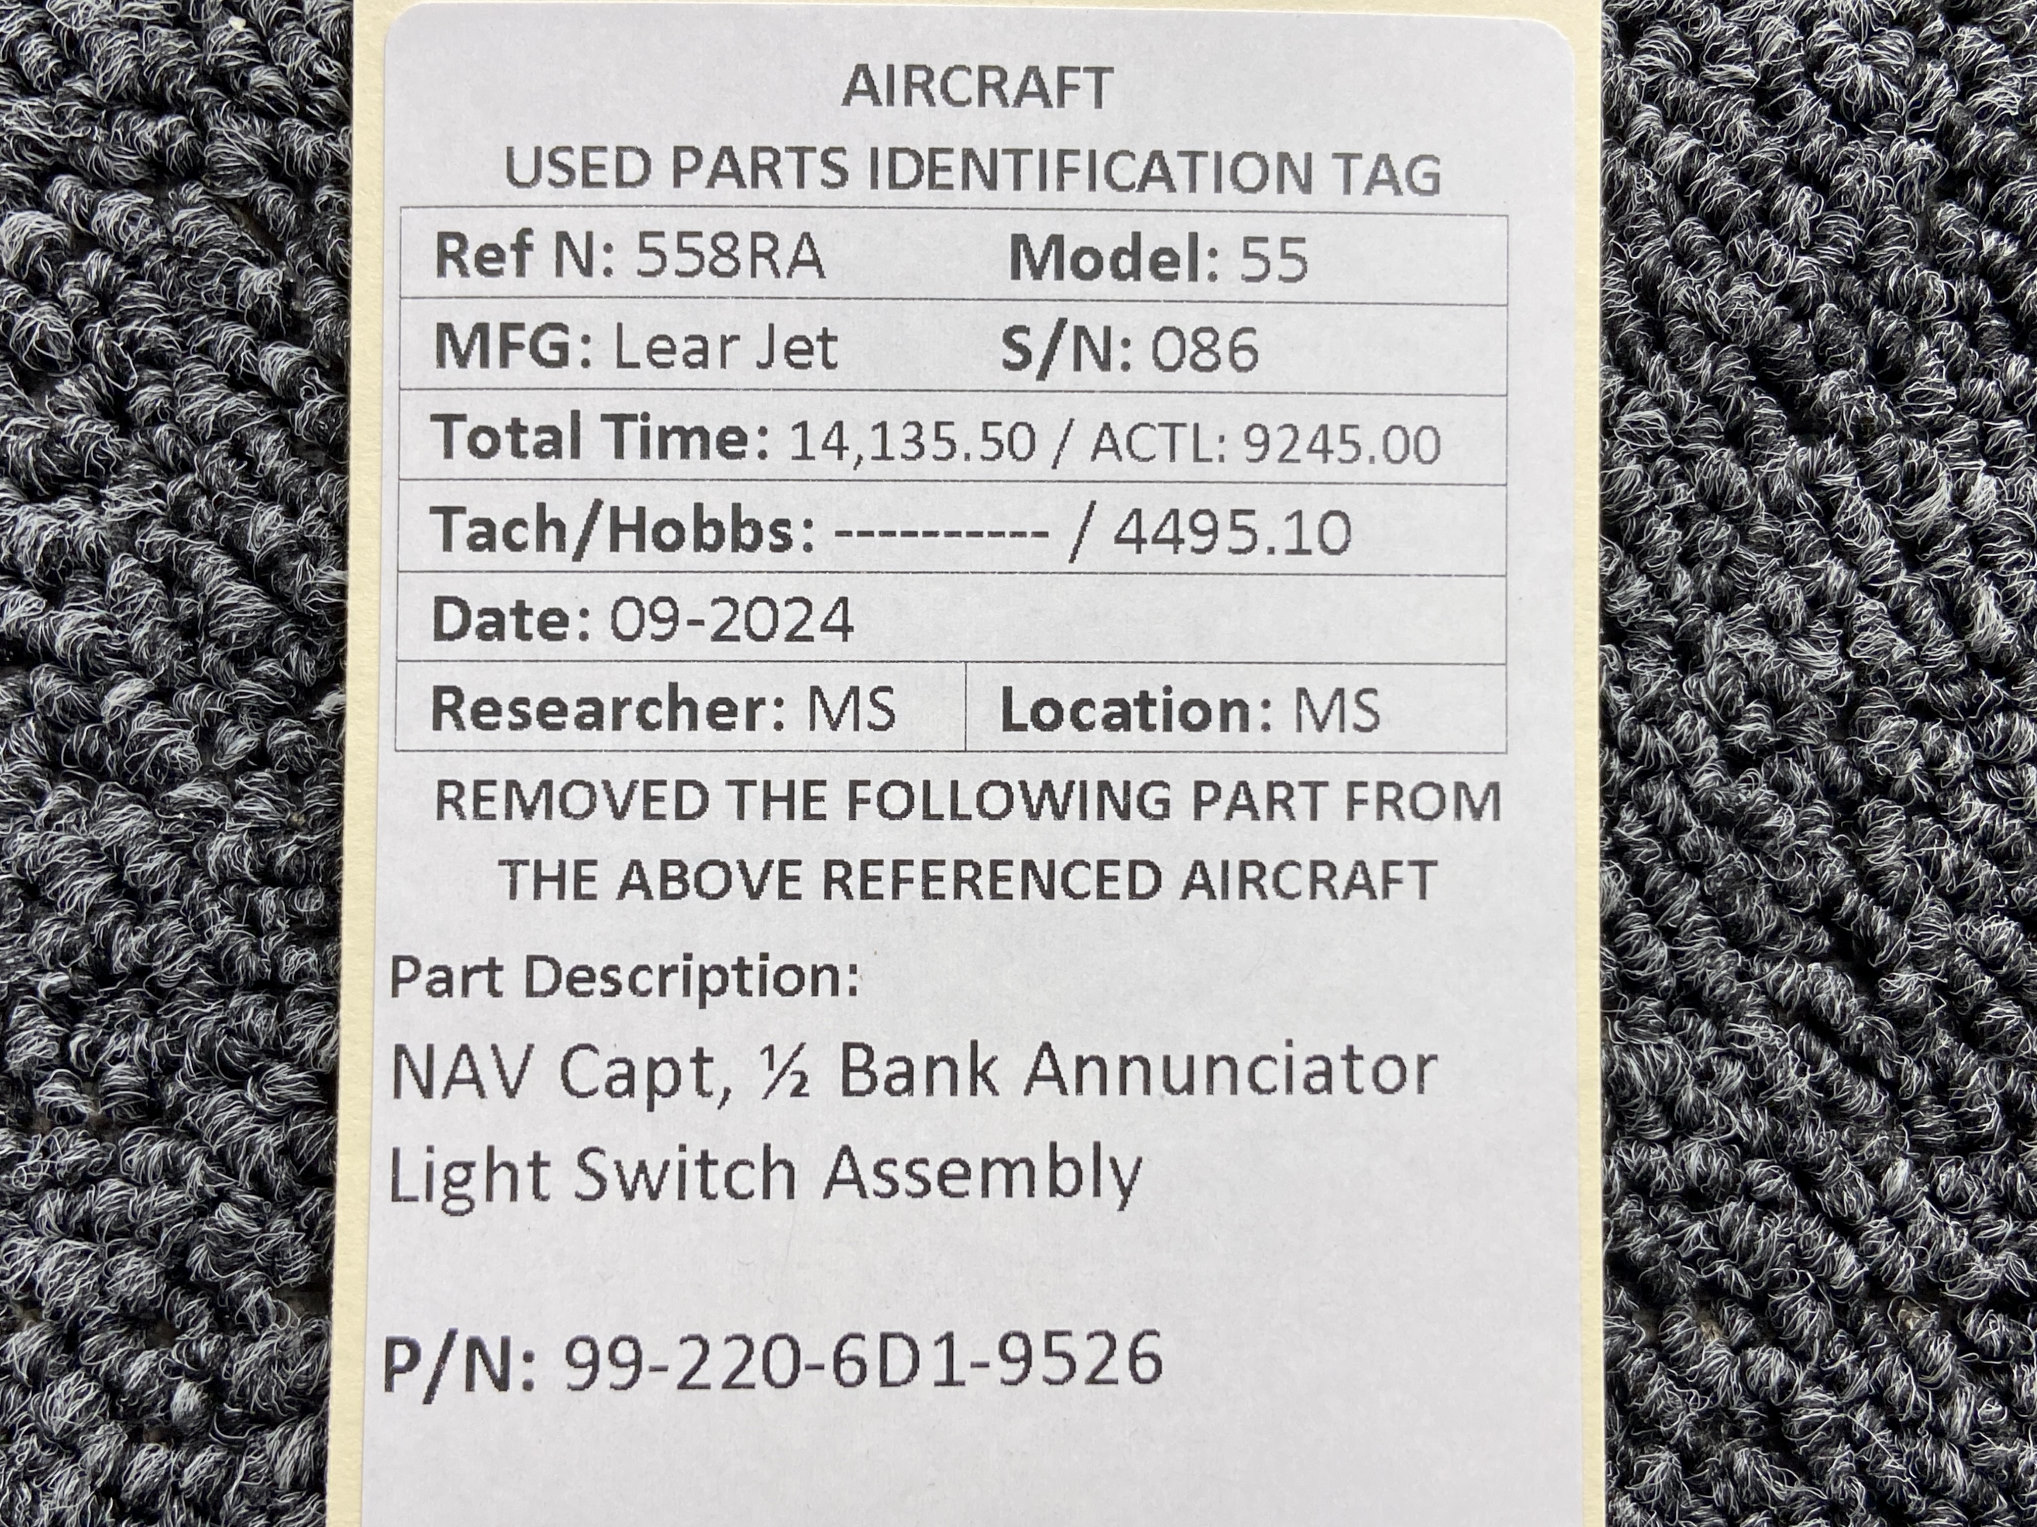 AIRCRAFT
USED PARTS IDENTIFICATION TAG
Ref N: 558RA Model: 55
MFG: Lear Jet S/N: 086
Total Time: 14,135.50 / ACTL: 9245.00
Tach/Hobbs: ---------- / 4495.10
Date: 09-2024
Researcher: MS Location: MS
REMOVED THE FOLLOWING PART FROM
THE ABOVE REFERENCED AIRCRAFT
Part Description:
NAV Capt, ½ Bank Annunciator
Light Switch Assembly
P/N: 99-220-6D1-9526